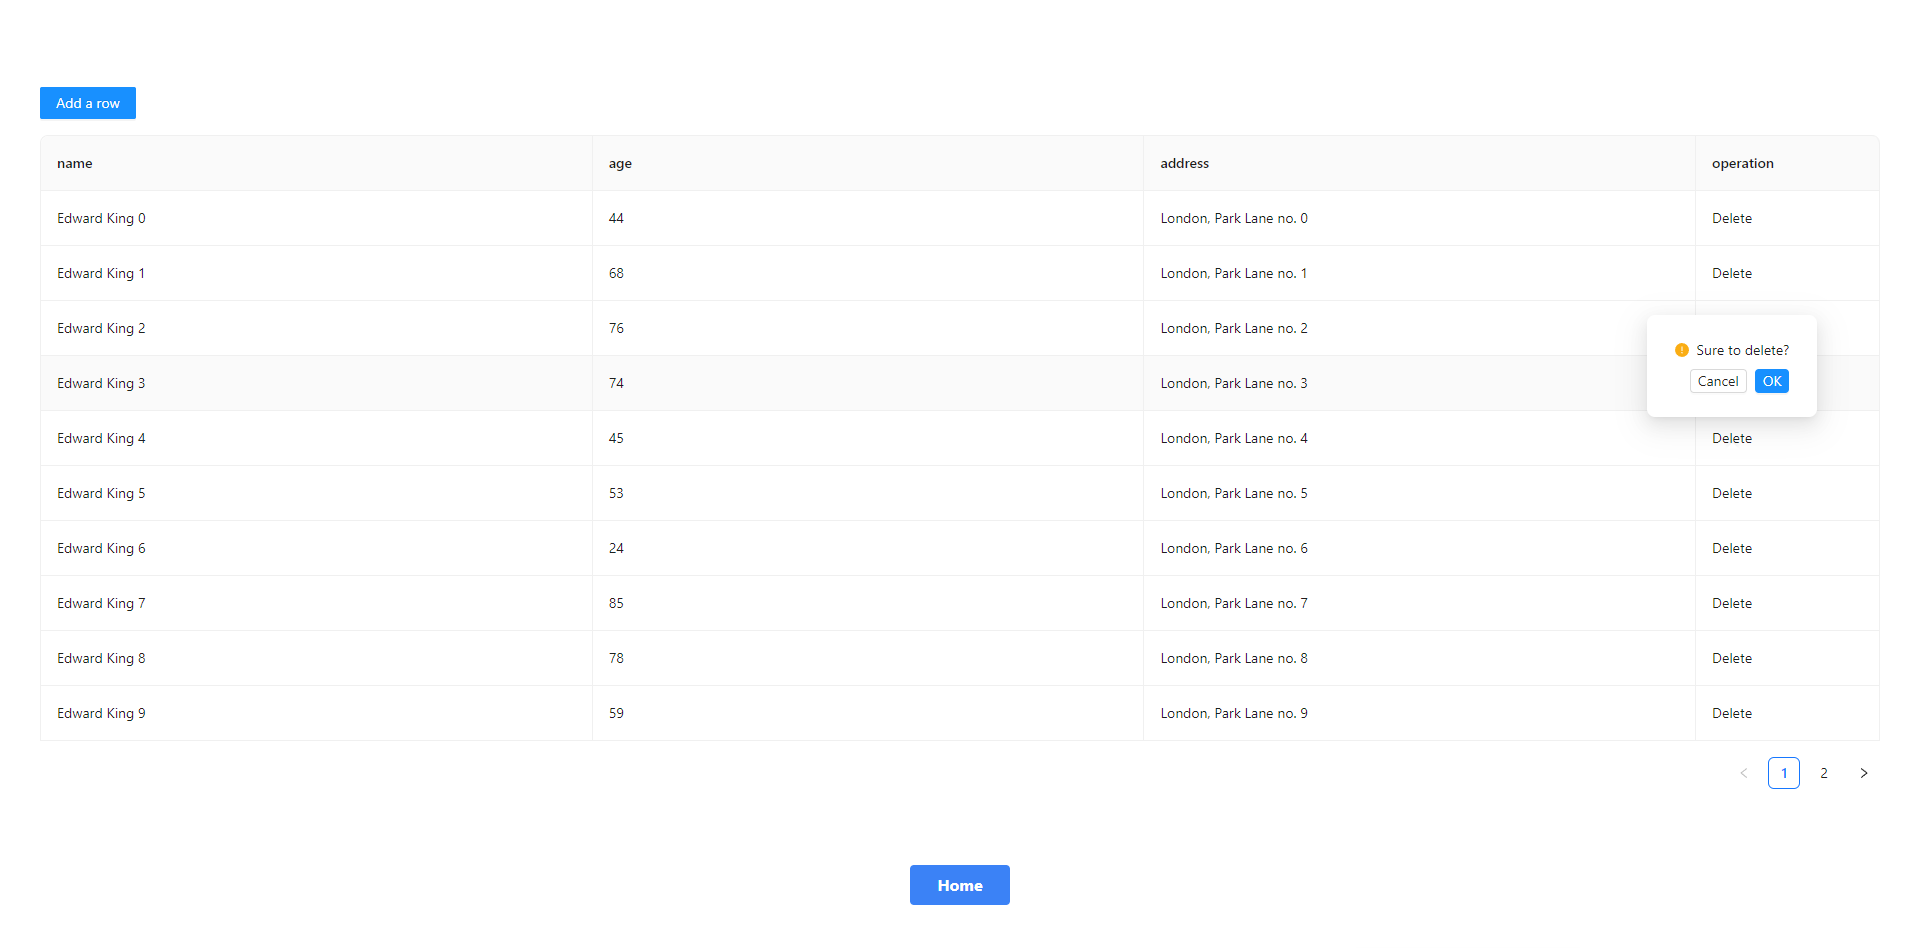 Add a row
name age address operation
Edward King 0 44 London, Park Lane no. 0 Delete
Edward King 1 68 London, Park Lane no. 1 Delete
Edward King 2 76 London, Park Lane no. 2
Sure to delete?
Edward King 3 74 London, Park Lane no. 3 Cancel OK
Edward King 4 45 London, Park Lane no. 4 Delete
Edward King 5 53 London, Park Lane no. 5 Delete
Edward King 6 24 London, Park Lane no. 6 Delete
Edward King 7 85 London, Park Lane no. 7 Delete
Edward King 8 78 London, Park Lane no. 8 Delete
Edward King 9 59 London, Park Lane no. 9 Delete
1 2
Home